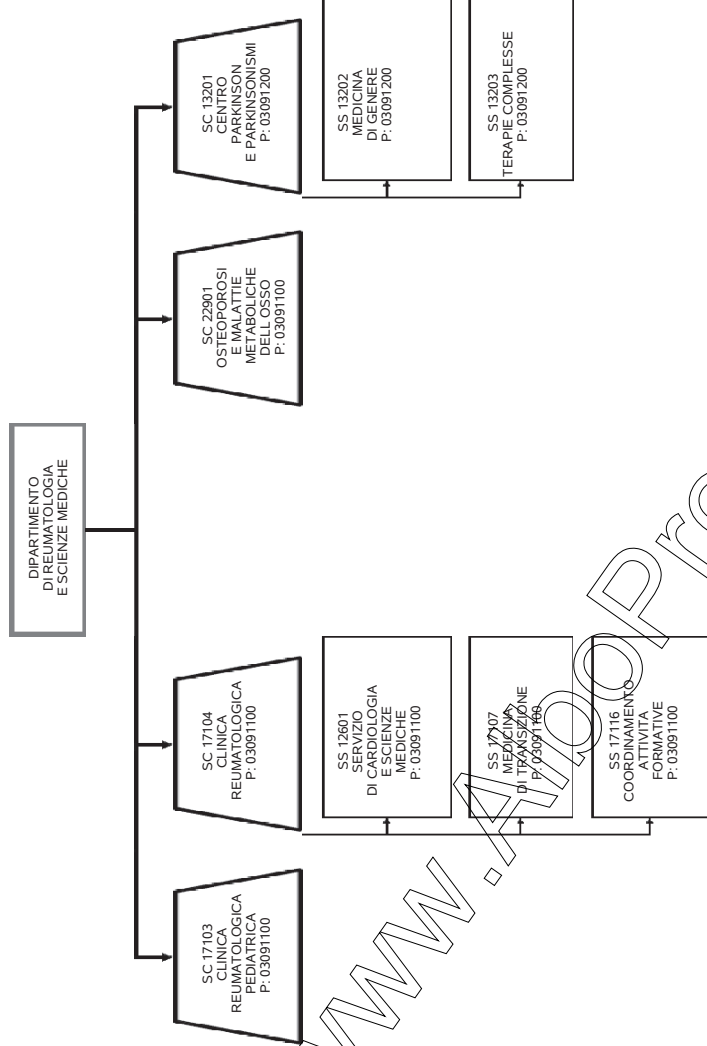 DIPARTIMENTO
DI REUMATOLOGIA
E SCIENZE MEDICHE
SC 17103
CLINICA
REUMATOLOGICA
PEDIATRICA
P: 03091100
SC 17104
CLINICA
REUMATOLOGICA
P: 03091100
SS 12601
SERVIZIO
DI CARDIOLOGIA
E SCIENZE
MEDICHE
P: 03091100
SS 17107
MEDICINA
DI TRANSIZIONE
P: 03091100
SS 17116
COORDINAMENTO
ATTIVITA
FORMATIVE
P: 03091100
SC 22901
OSTEOPOROSI
E MALATTIE
METABOLICHE
DELL OSSO
P: 03091100
SC 13201
CENTRO
PARKINSON
E PARKINSONISMI
P: 03091200
SS 13202
MEDICINA
DI GENERE
P: 03091200
SS 13203
TERAPIE COMPLESSE
P: 03091200
www.AlboPre